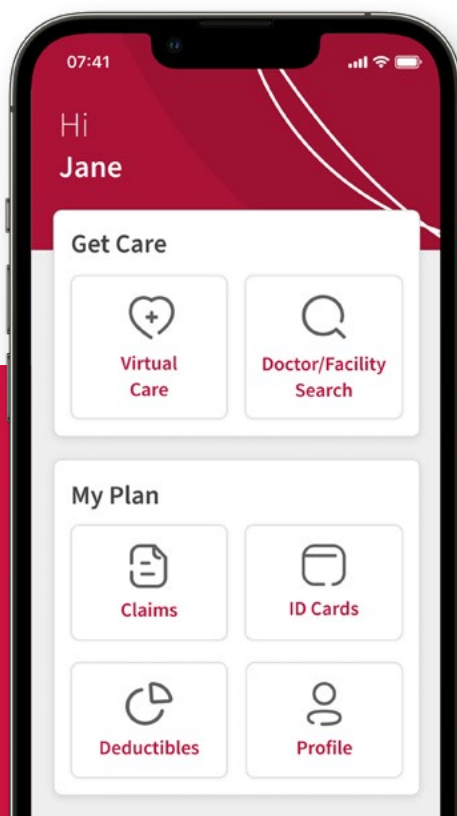 07:41
Hi
Jane
Get Care
Virtual
Care
Doctor/Facility
Search
My Plan
Claims
ID Cards
Deductibles
Profile